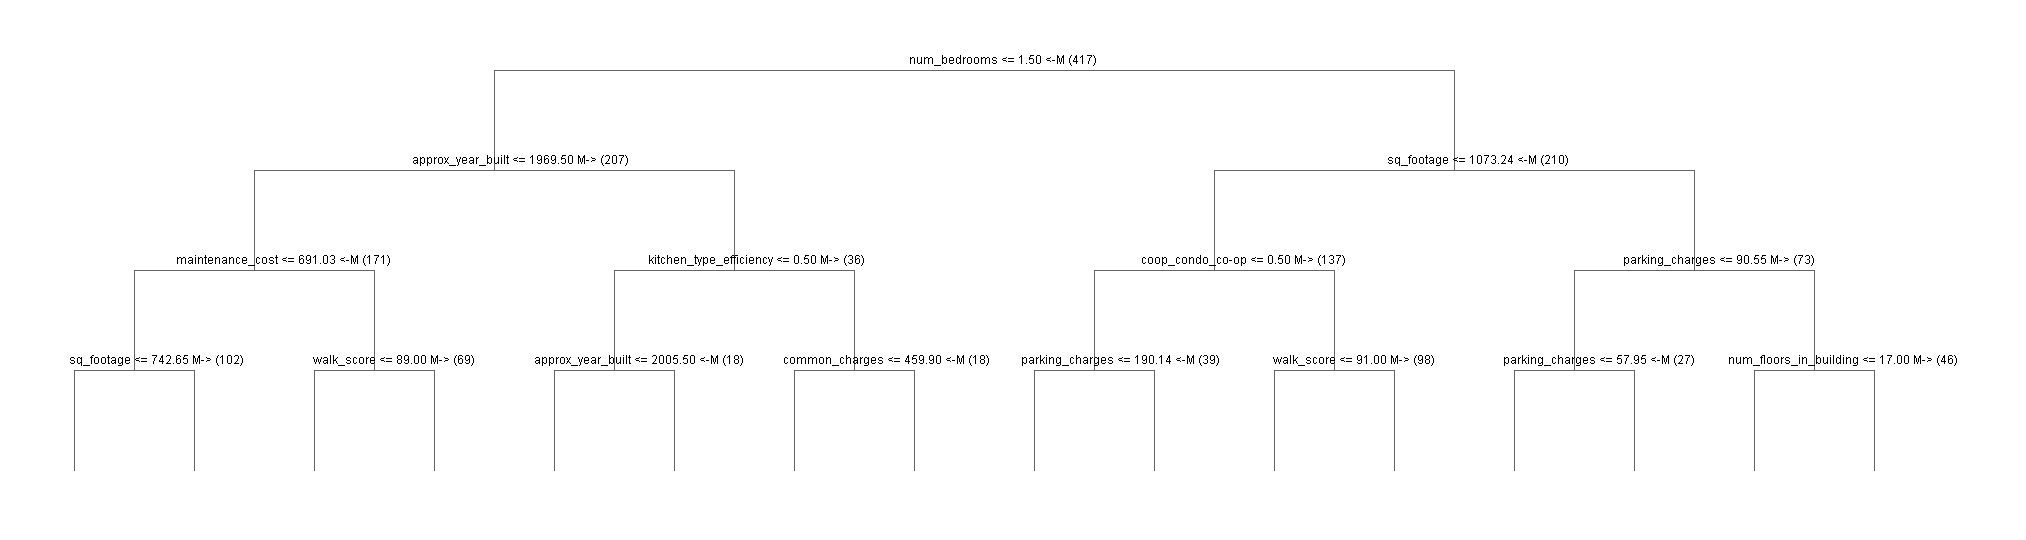 num_bedrooms <= 1.50 <-M (417)
approx_year_built <= 1969.50 M-> (207)
sq_footage <= 1073.24 <-M (210)
maintenance_cost <= 691.03 <-M (171)
kitchen_type_efficiency <= 0.50 M-> (36)
coop_condo_co-op <= 0.50 M-> (137)
parking_charges <= 90.55 M-> (73)
sq_footage <= 742.65 M-> (102)
walk_score <= 89.00 M-> (69)
approx_year_built <= 2005.50 <-M (18)
common_charges <= 459.90 <-M (18)
parking_charges <= 190.14 <-M (39)
walk_score <= 91.00 M-> (98)
parking_charges <= 57.95 <-M (27)
num_floors_in_building <= 17.00 M-> (46)